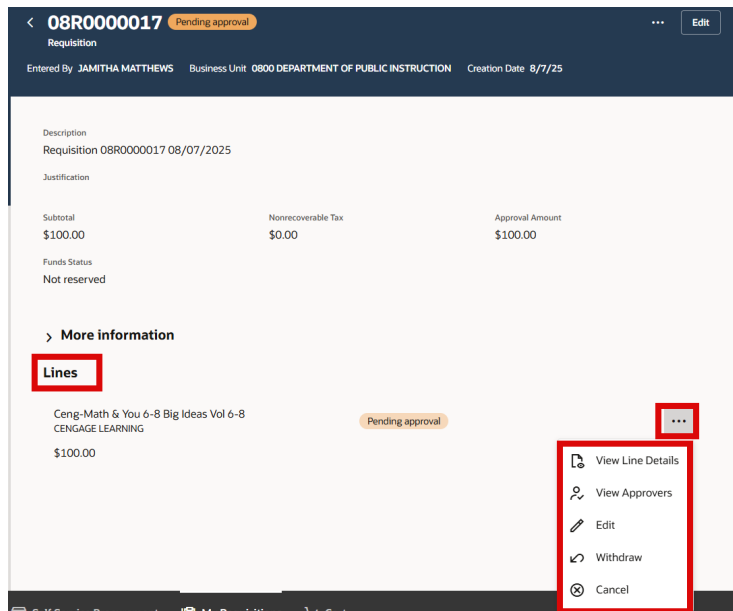 08R0000017 Pending approval
... Edit
Requisition
Entered By JAMITHA MATTHEWS Business Unit 0800 DEPARTMENT OF PUBLIC INSTRUCTION Creation Date 8/7/25
Description
Requisition 08R0000017 08/07/2025
Justification
Subtotal Nonrecoverable Tax Approval Amount
$100.00 $0.00 $100.00
Funds Status
Not reserved
More information
Lines
Ceng-Math & You 6-8 Big Ideas Vol 6-8
CENGAGE LEARNING
Pending approval
...
$100.00
View Line Details
View Approvers
Edit
Withdraw
Cancel